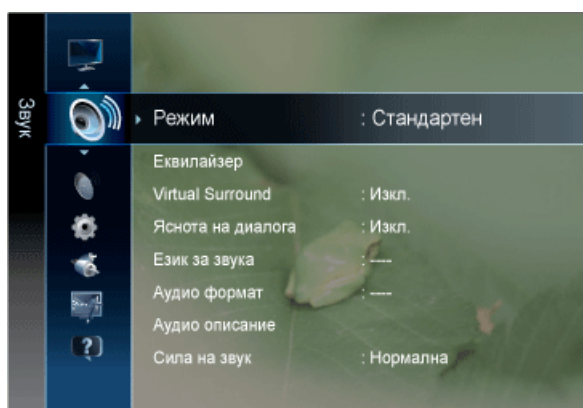 Звук
Режим : Стандартен
Еквилайзер
Virtual Surround : Изкл.
Яснота на диалога : Изкл.
Език за звука : ----
Аудио формат : ----
Аудио описание
Сила на звук : Нормална